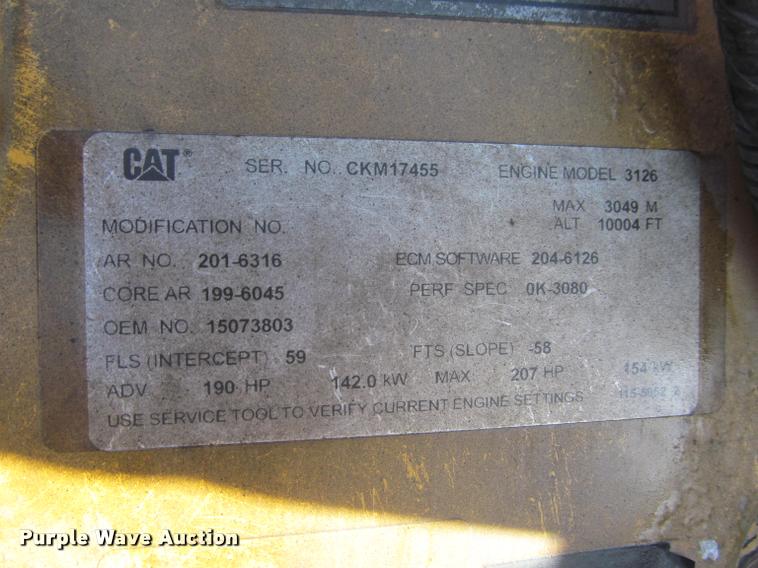 CAT® SER. NO. CKM17455 ENGINE MODEL 3126
MAX 3049 M
MODIFICATION NO. ALT 10004 FT
AR NO. 201-6316 ECM SOFTWARE 204-6126
CORE AR 199-6045 PERF SPEC 0K-3080
OEM NO. 15073803
FLS (INTERCEPT) 59 FTS (SLOPE) -58
ADV 190 HP 142.0 kW MAX 207 HP 154 kW
USE SERVICE TOOL TO VERIFY CURRENT ENGINE SETTINGS
Purple Wave Auction